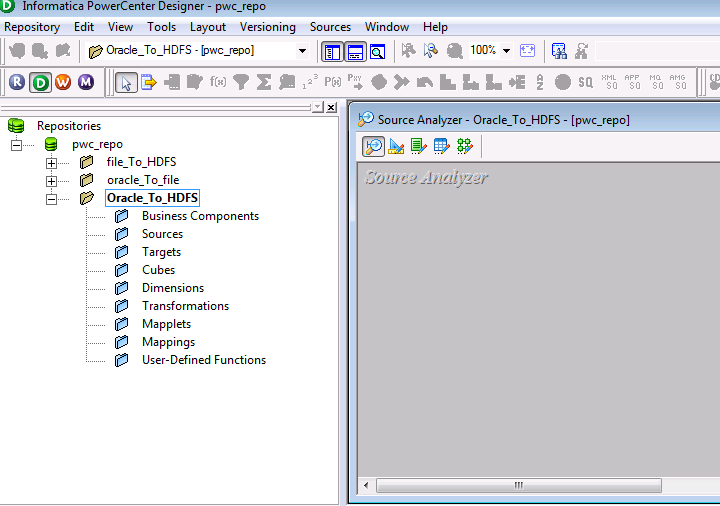 Informatica PowerCenter Designer - pwc_repo
Repository Edit View Tools Layout Versioning Sources Window Help
Oracle_To_HDFS - [pwc_repo] 100%
R D W M f(x) Σ 1 2 3 P(x) Pxy A Z SQ XML SQ APP SQ MQ SQ AMG SQ CD
Repositories
pwc_repo
file_To_HDFS
oracle_To_file
Oracle_To_HDFS
Business Components
Sources
Targets
Cubes
Dimensions
Transformations
Mapplets
Mappings
User-Defined Functions
Source Analyzer - Oracle_To_HDFS - [pwc_repo]
Source Analyzer